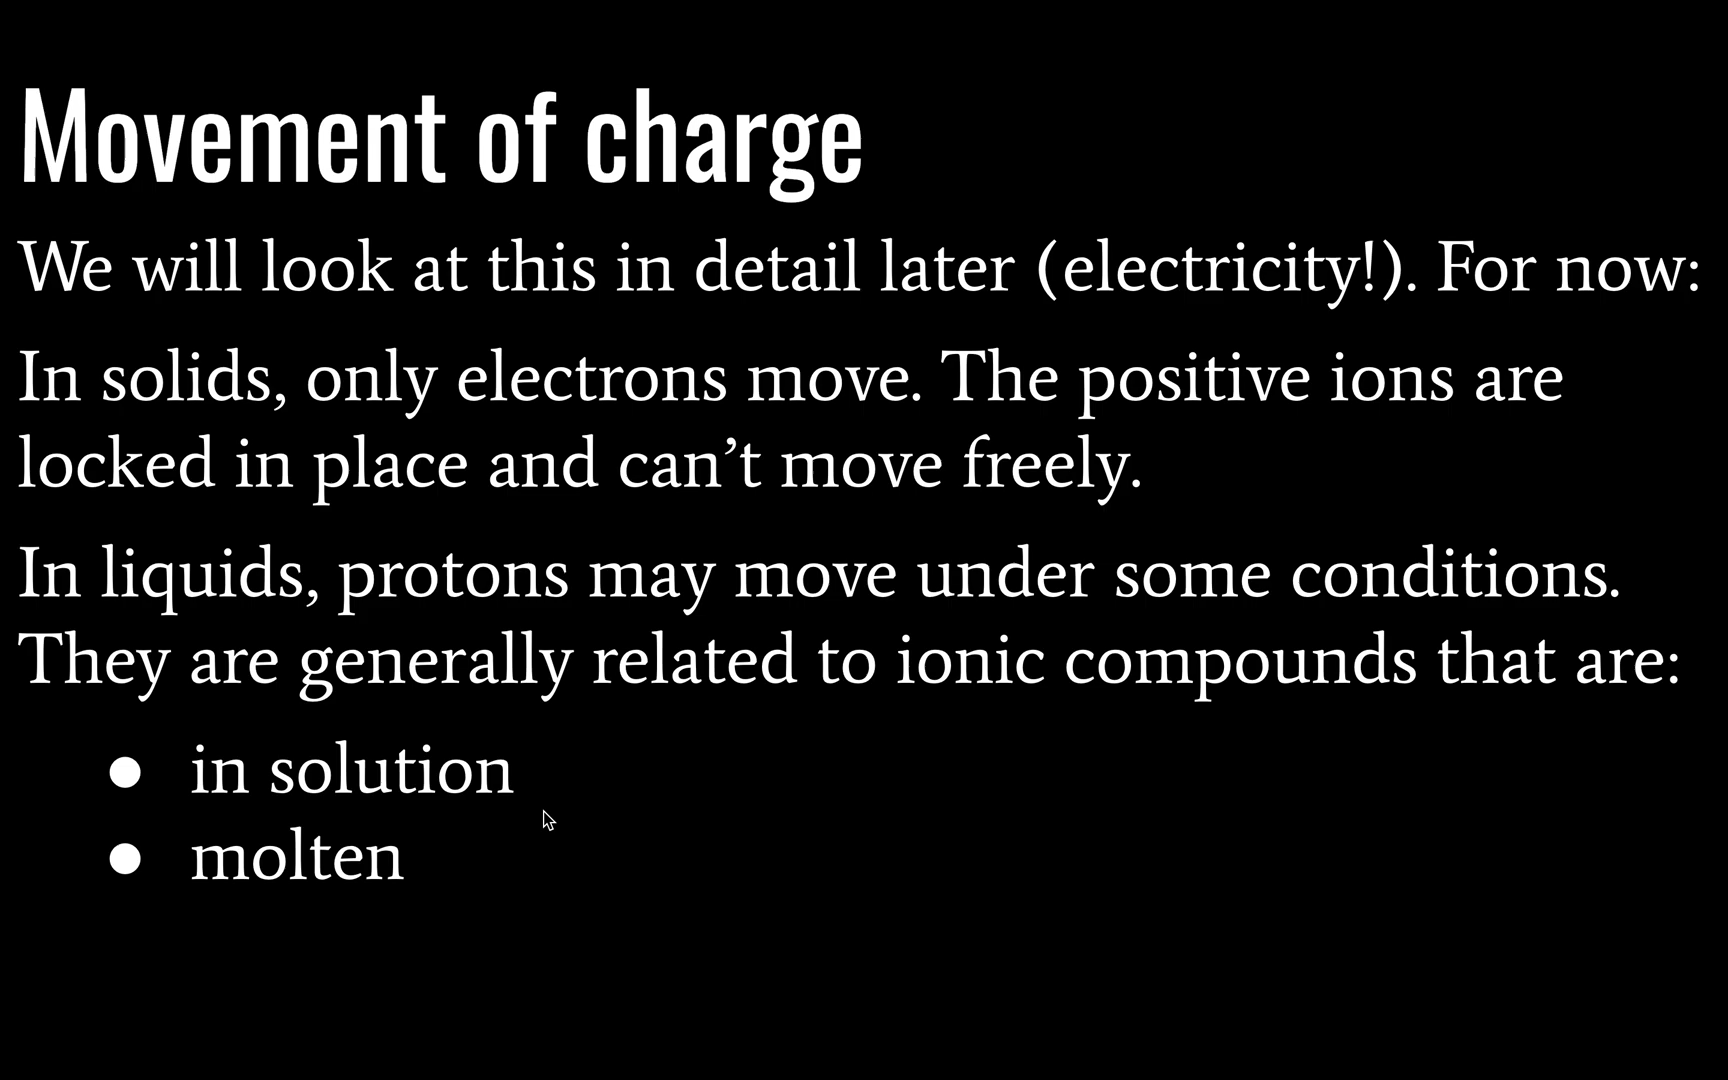 Movement of charge
We will look at this in detail later (electricity!). For now:
In solids, only electrons move. The positive ions are
locked in place and can’t move freely.
In liquids, protons may move under some conditions.
They are generally related to ionic compounds that are:
● in solution
● molten